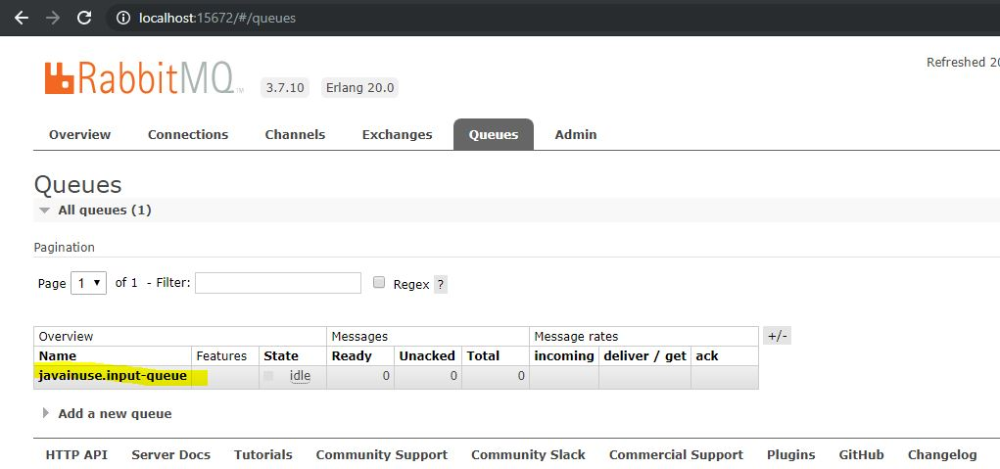 localhost:15672/#/queues
Refreshed 20
RabbitMQ TM 3.7.10 Erlang 20.0
Overview Connections Channels Exchanges Queues Admin
Queues
All queues (1)
Pagination
Page 1 of 1 - Filter: Regex ?
Overview Messages Message rates +/-
Name Features State Ready Unacked Total incoming deliver / get ack
javainuse.input-queue idle 0 0 0
Add a new queue
HTTP API Server Docs Tutorials Community Support Community Slack Commercial Support Plugins GitHub Changelog